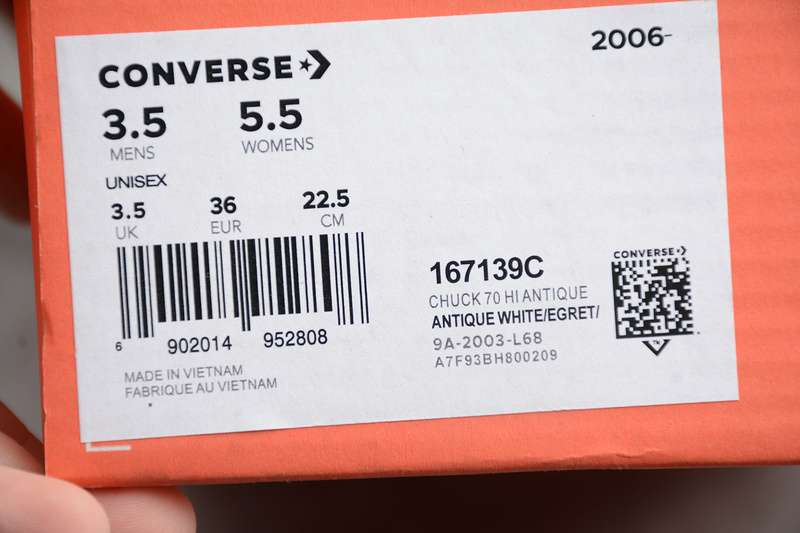 CONVERSE
2006-
3.5 5.5
MENS WOMENS
UNISEX
3.5 36 22.5
UK EUR CM
6 902014 952808
MADE IN VIETNAM
FABRIQUE AU VIETNAM
167139C
CHUCK 70 HI ANTIQUE
ANTIQUE WHITE/EGRET/
9A-2003-L68
A7F93BH800209
CONVERSE
TM